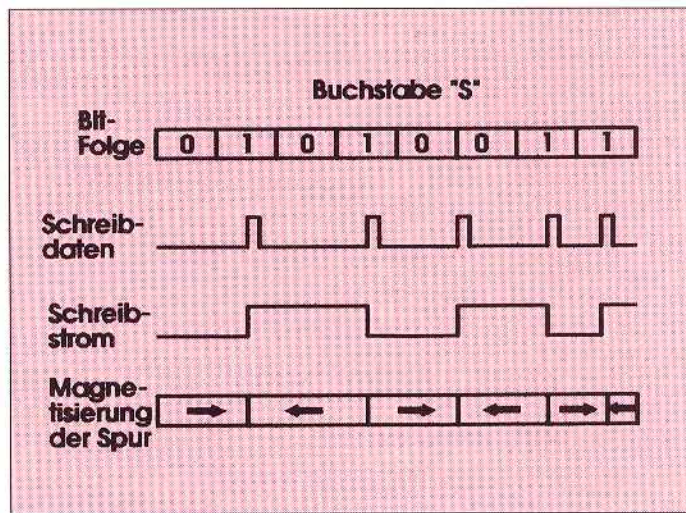 Buchstabe "S"
Bit-
Folge
0 1 0 1 0 0 1 1
Schreib-
daten
Schreib-
strom
Magne-
tisierung
der Spur